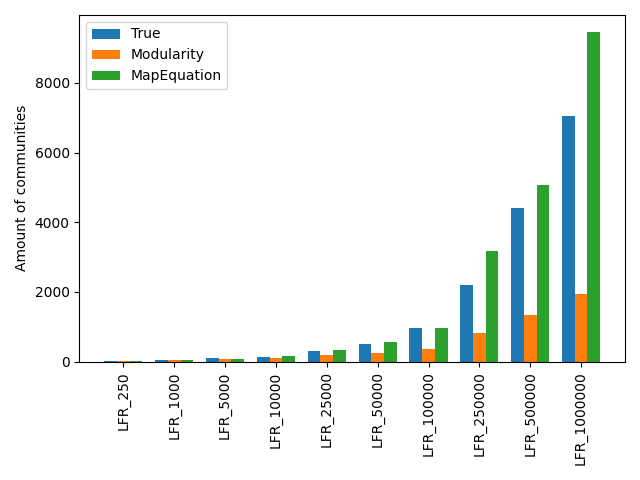 True
Modularity
MapEquation
Amount of communities
8000
6000
4000
2000
0
LFR_250
LFR_1000
LFR_5000
LFR_10000
LFR_25000
LFR_50000
LFR_100000
LFR_250000
LFR_500000
LFR_1000000